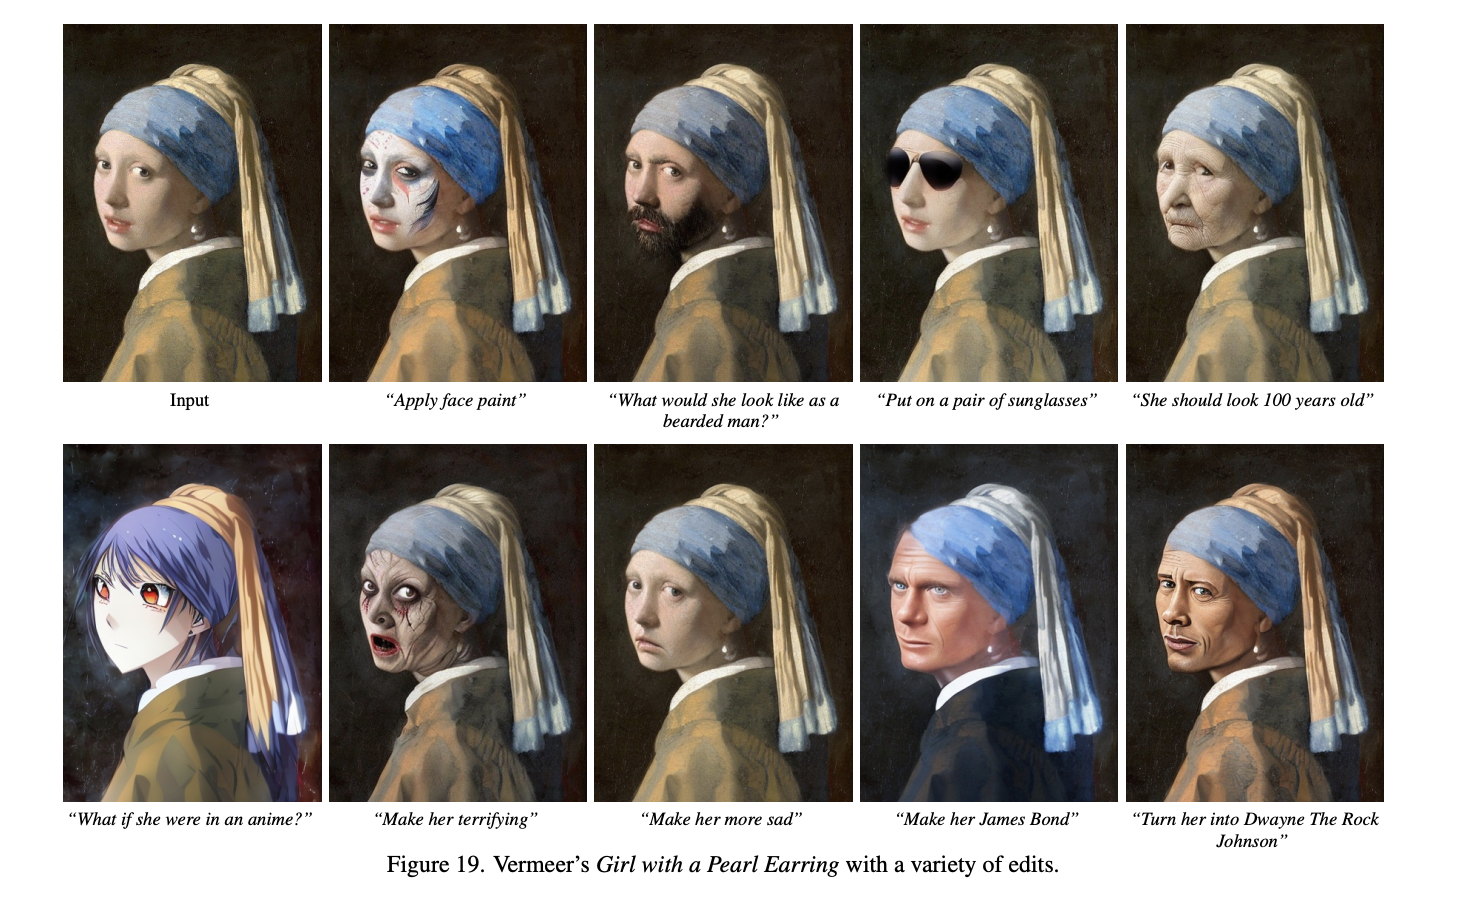 Input
“Apply face paint”
“What would she look like as a
bearded man?”
“Put on a pair of sunglasses”
“She should look 100 years old”
“What if she were in an anime?”
“Make her terrifying”
“Make her more sad”
“Make her James Bond”
“Turn her into Dwayne The Rock
Johnson”
Figure 19. Vermeer’s Girl with a Pearl Earring with a variety of edits.